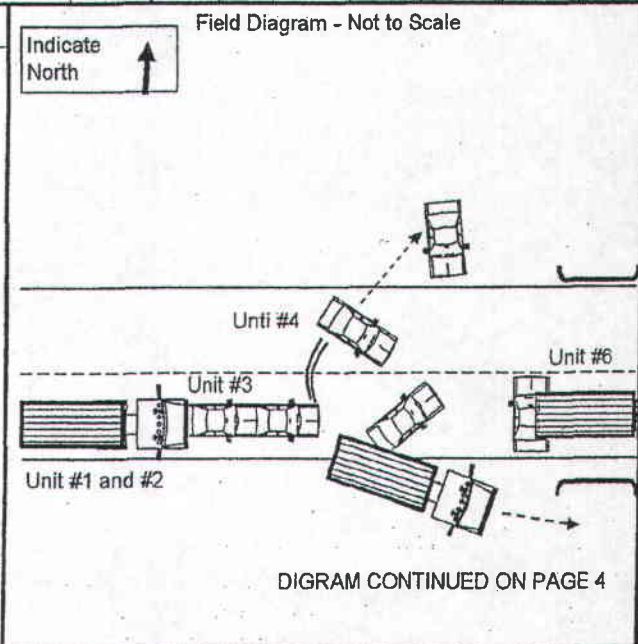 Field Diagram - Not to Scale
Indicate
North
Unti #4
Unit #3
Unit #6
Unit #1 and #2
DIGRAM CONTINUED ON PAGE 4